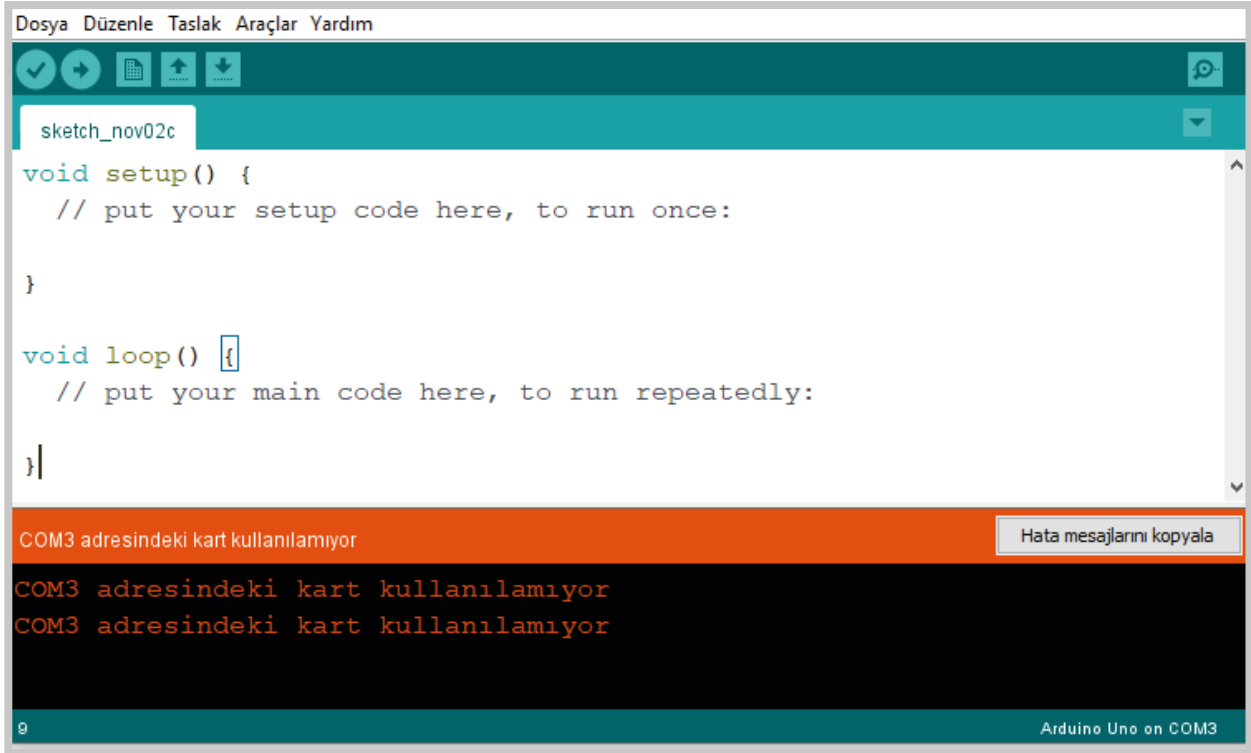 Dosya Düzenle Taslak Araçlar Yardım
sketch_nov02c
void setup() {
  // put your setup code here, to run once:
}
void loop() {
  // put your main code here, to run repeatedly:
}
COM3 adresindeki kart kullanılamıyor
Hata mesajlarını kopyala
COM3 adresindeki kart kullanılamıyor
COM3 adresindeki kart kullanılamıyor
9
Arduino Uno on COM3